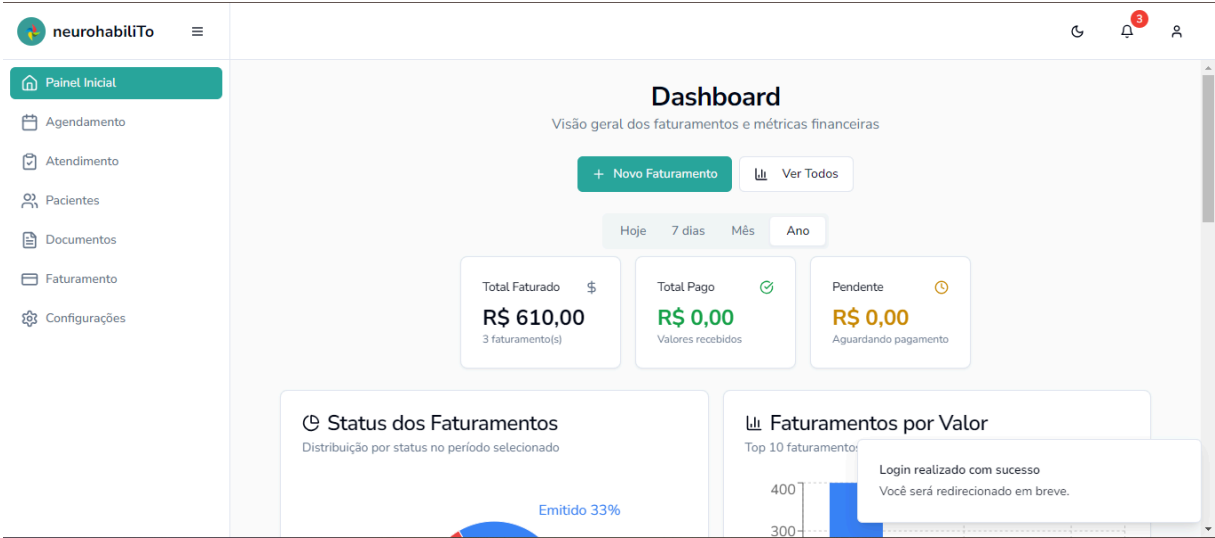 neurohabiliTo
3
Painel Inicial
Agendamento
Atendimento
Pacientes
Documentos
Faturamento
Configurações
Dashboard
Visão geral dos faturamentos e métricas financeiras
+ Novo Faturamento
Ver Todos
Hoje 7 dias Mês Ano
Total Faturado $
R$ 610,00
3 faturamento(s)
Total Pago
R$ 0,00
Valores recebidos
Pendente
R$ 0,00
Aguardando pagamento
Status dos Faturamentos
Distribuição por status no período selecionado
Emitido 33%
Faturamentos por Valor
Top 10 faturamentos
400
300
Login realizado com sucesso
Você será redirecionado em breve.